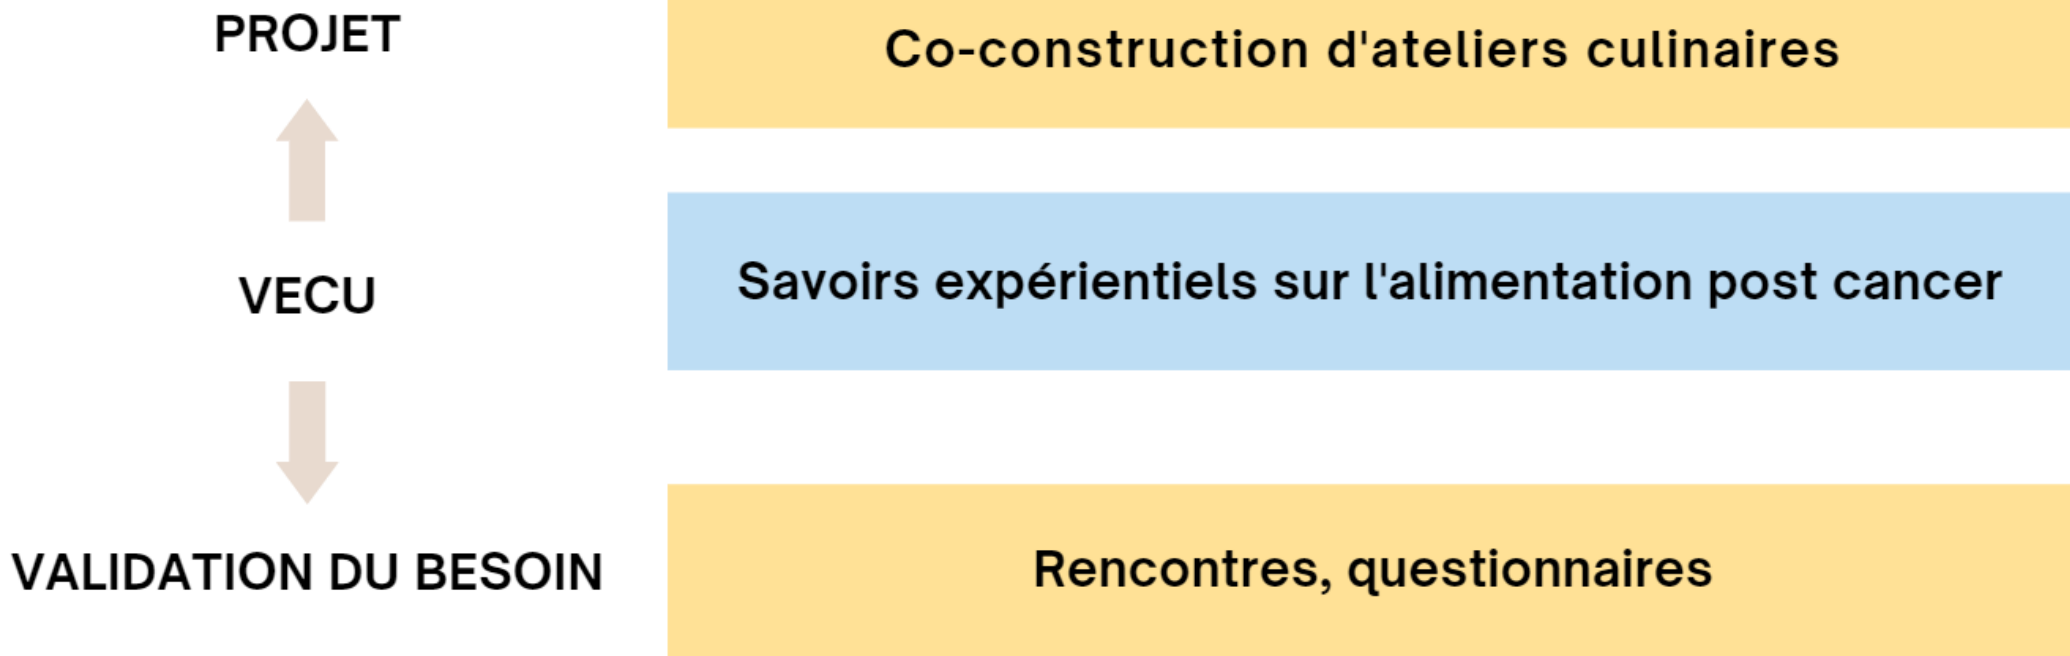 PROJET
Co-construction d'ateliers culinaires
VECU
Savoirs expérientiels sur l'alimentation post cancer
VALIDATION DU BESOIN
Rencontres, questionnaires